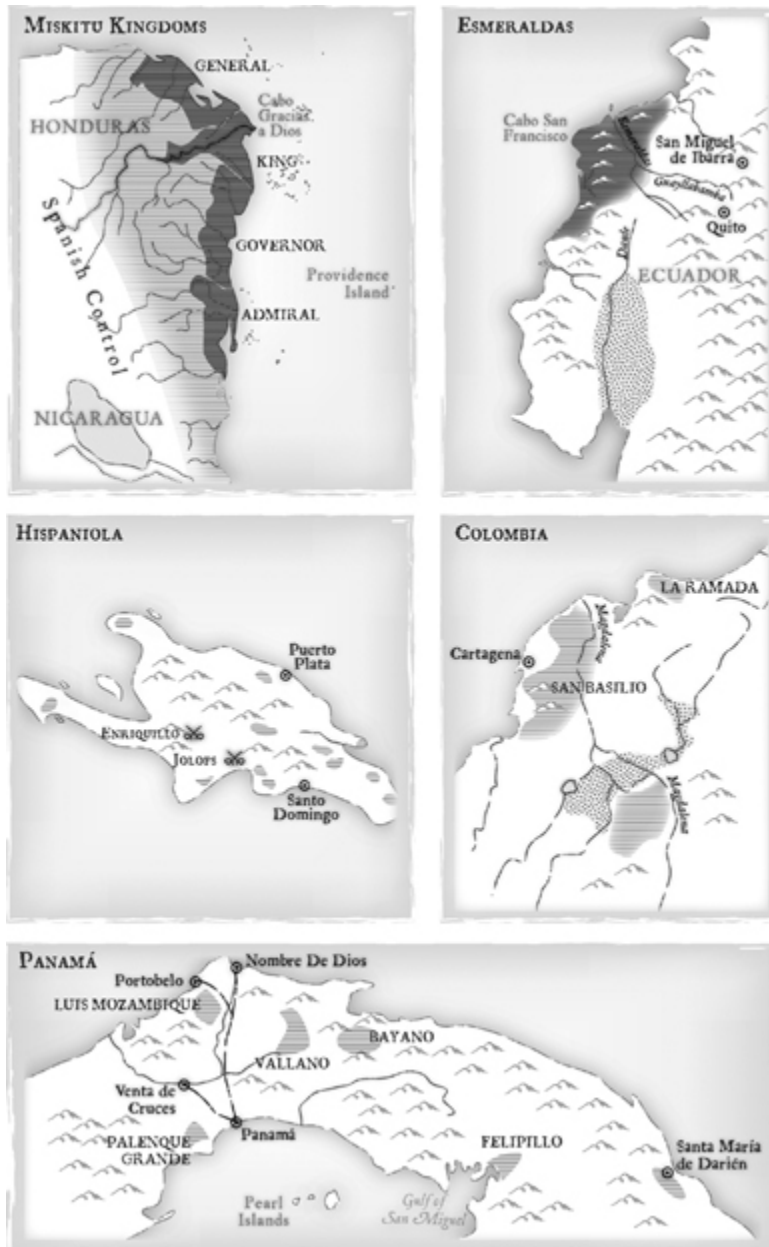 MISKITU KINGDOMS
GENERAL
Cabo
Gracias
a Dios
HONDURAS
KING
Spanish Control
GOVERNOR
Providence
Island
ADMIRAL
NICARAGUA
ESMERALDAS
Cabo San
Francisco
Esmeraldas
San Miguel
de Ibarra
Guayllabamba
Quito
Daule
ECUADOR
HISPANIOLA
Puerto
Plata
ENRIQUILLO
JOLOFS
Santo
Domingo
COLOMBIA
LA RAMADA
Magdalena
Cartagena
SAN BASILIO
Magdalena
PANAMÁ
Nombre De Dios
Portobelo
LUIS MOZAMBIQUE
BAYANO
VALLANO
Venta de
Cruces
Panamá
PALENQUE
GRANDE
FELIPILLO
Santa María
de Darién
Pearl
Islands
Gulf of
San Miguel